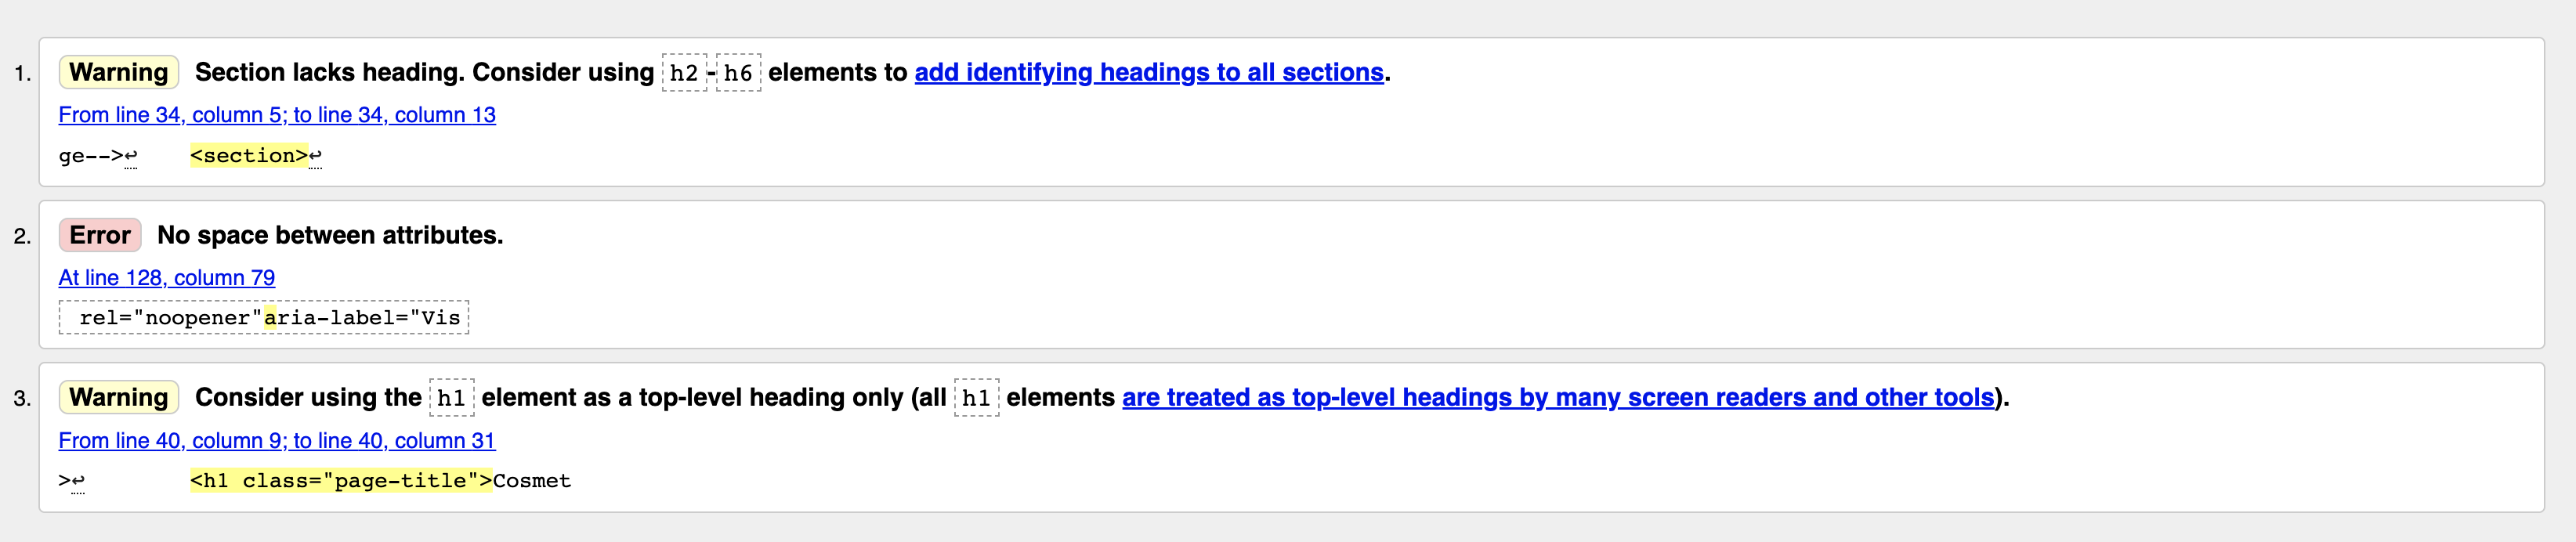 1. Warning Section lacks heading. Consider using h2-h6 elements to add identifying headings to all sections.
From line 34, column 5; to line 34, column 13
ge-->↩ <section>↩
2. Error No space between attributes.
At line 128, column 79
rel="noopener"aria-label="Vis
3. Warning Consider using the h1 element as a top-level heading only (all h1 elements are treated as top-level headings by many screen readers and other tools).
From line 40, column 9; to line 40, column 31
>↩ <h1 class="page-title">Cosmet